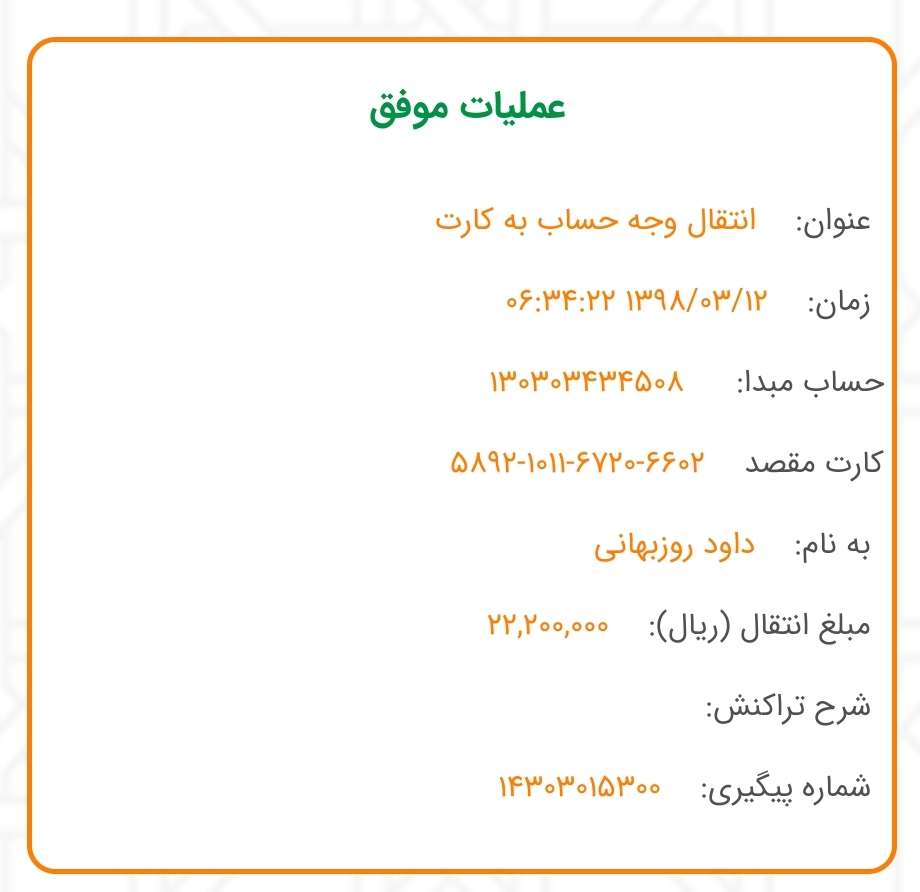 عملیات موفق
عنوان: انتقال وجه حساب به کارت
زمان: ۱۳۹۸/۰۳/۱۲ ۰۶:۳۴:۲۲
حساب مبدا: ۱۳۰۳۰۳۴۳۴۵۰۸
کارت مقصد ۵۸۹۲-۱۰۱۱-۶۷۲۰-۶۶۰۲
به نام: داود روزبهانی
مبلغ انتقال (ریال): ۲۲,۲۰۰,۰۰۰
شرح تراکنش:
شماره پیگیری: ۱۴۳۰۳۰۱۵۳۰۰